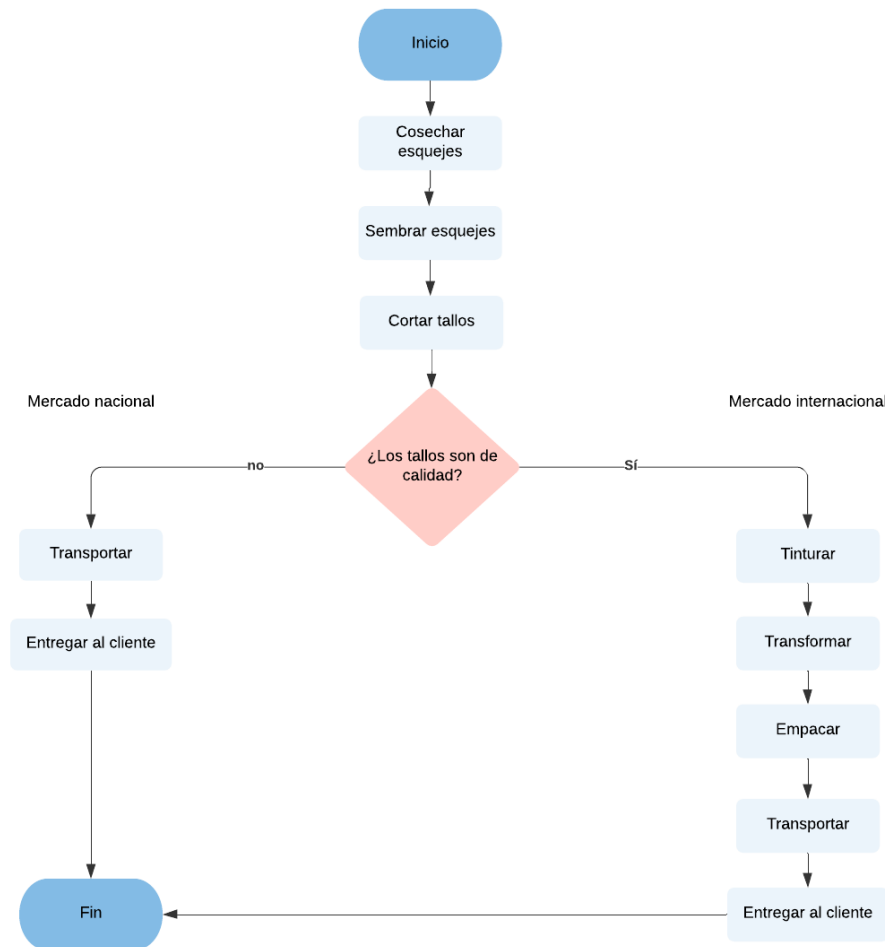 Inicio
Cosechar
esquejes
Sembrar esquejes
Cortar tallos
Mercado nacional
Mercado internacional
¿Los tallos son de
calidad?
no
Sí
Transportar
Entregar al cliente
Tinturar
Transformar
Empacar
Transportar
Entregar al cliente
Fin